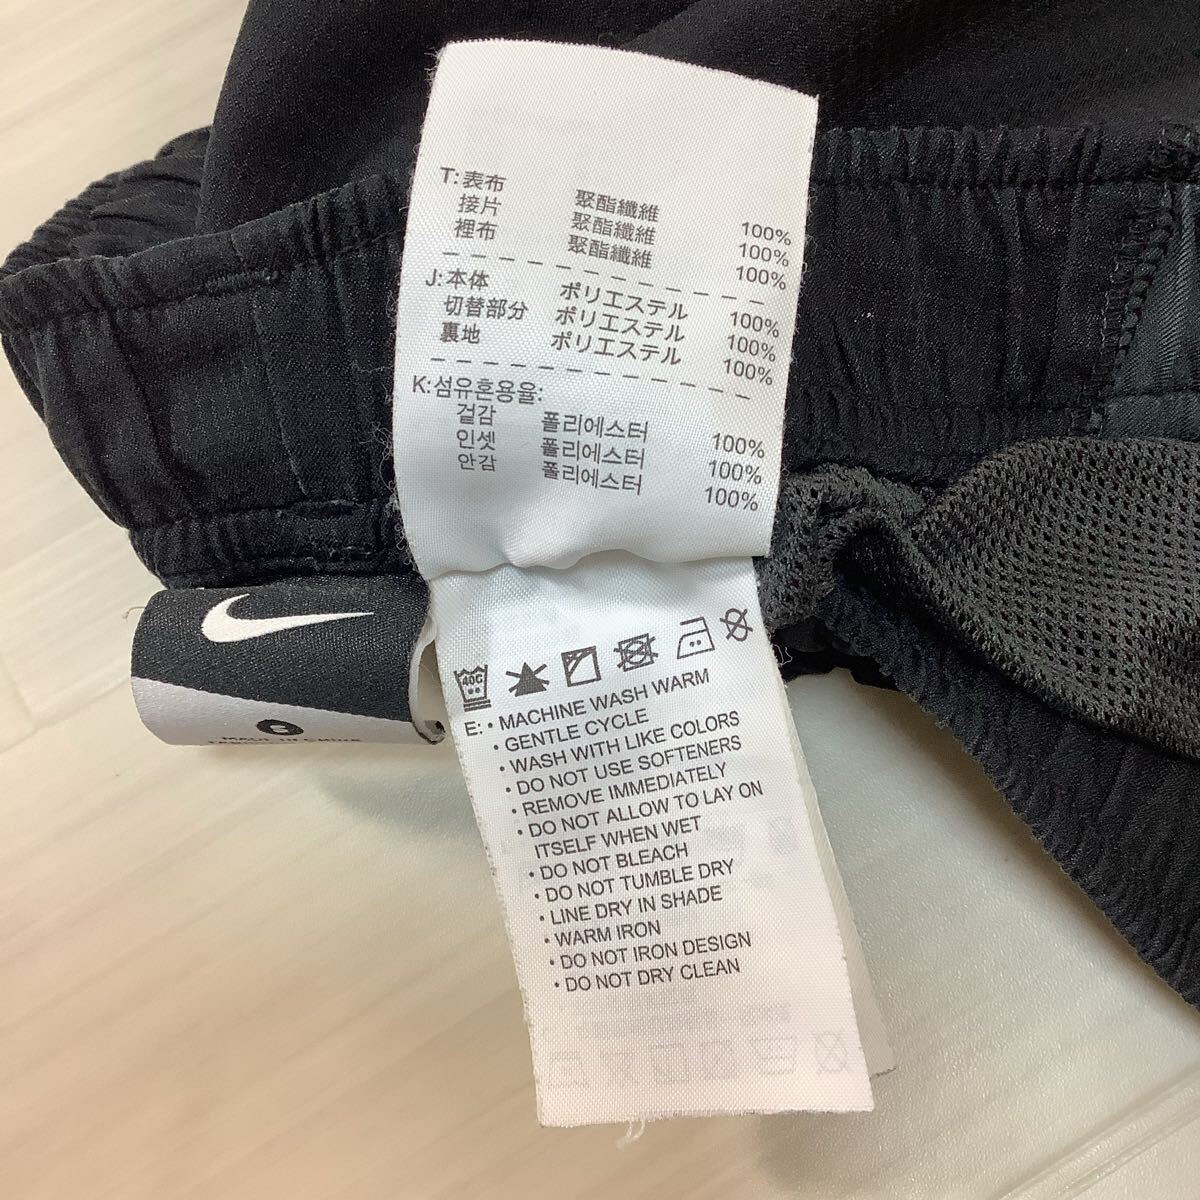 T:表布 聚酯纖維 100%
接片 聚酯纖維 100%
裡布 聚酯纖維 100%
J:本体 ポリエステル 100%
切替部分 ポリエステル 100%
裏地 ポリエステル 100%
K:섬유혼용율:
겉감 폴리에스터 100%
인셋 폴리에스터 100%
안감 폴리에스터 100%
40C
E: • MACHINE WASH WARM
• GENTLE CYCLE
• WASH WITH LIKE COLORS
• DO NOT USE SOFTENERS
• REMOVE IMMEDIATELY
• DO NOT ALLOW TO LAY ON
ITSELF WHEN WET
• DO NOT BLEACH
• DO NOT TUMBLE DRY
• LINE DRY IN SHADE
• WARM IRON
• DO NOT IRON DESIGN
• DO NOT DRY CLEAN